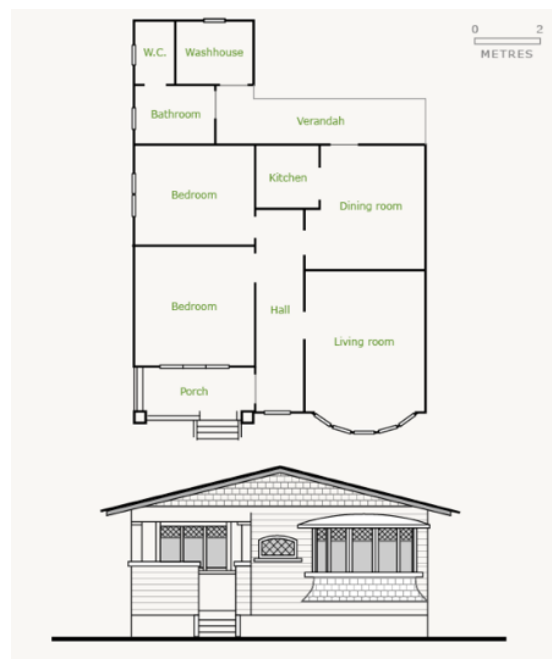 0 2
METRES
W.C. Washhouse
Bathroom
Verandah
Kitchen
Bedroom
Dining room
Bedroom
Hall
Living room
Porch